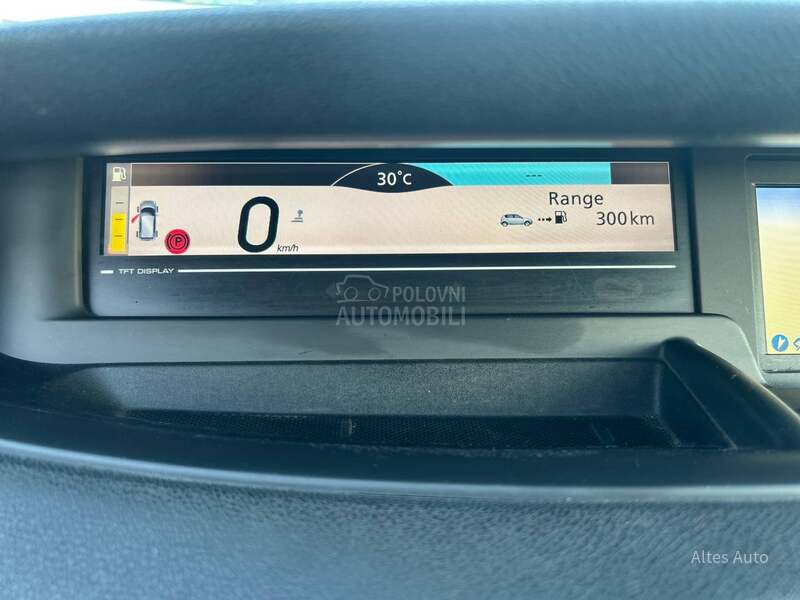 30°C
---
Range
0
km/h
P
300km
TFT DISPLAY
POLOVNI
AUTOMOBILI
Altes Auto